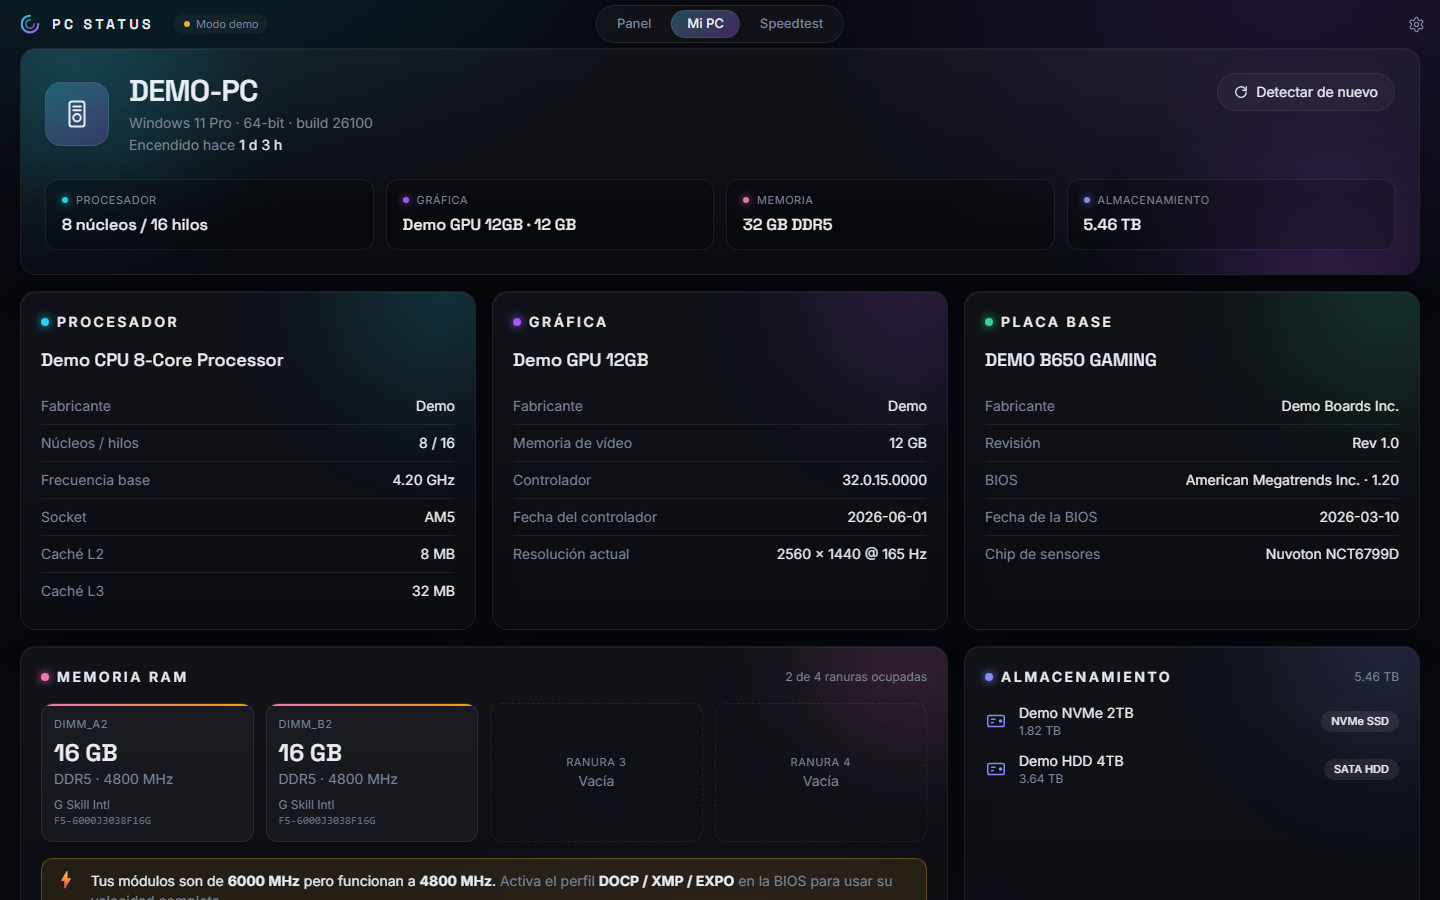 PC STATUS
Modo demo
Panel
Mi PC
Speedtest
DEMO-PC
Windows 11 Pro · 64-bit · build 26100
Encendido hace 1 d 3 h
Detectar de nuevo
PROCESADOR
8 núcleos / 16 hilos
GRÁFICA
Demo GPU 12GB · 12 GB
MEMORIA
32 GB DDR5
ALMACENAMIENTO
5.46 TB
PROCESADOR
Demo CPU 8-Core Processor
Fabricante Demo
Núcleos / hilos 8 / 16
Frecuencia base 4.20 GHz
Socket AM5
Caché L2 8 MB
Caché L3 32 MB
GRÁFICA
Demo GPU 12GB
Fabricante Demo
Memoria de vídeo 12 GB
Controlador 32.0.15.0000
Fecha del controlador 2026-06-01
Resolución actual 2560 × 1440 @ 165 Hz
PLACA BASE
DEMO B650 GAMING
Fabricante Demo Boards Inc.
Revisión Rev 1.0
BIOS American Megatrends Inc. · 1.20
Fecha de la BIOS 2026-03-10
Chip de sensores Nuvoton NCT6799D
MEMORIA RAM
2 de 4 ranuras ocupadas
DIMM_A2
16 GB
DDR5 · 4800 MHz
G Skill Intl
F5-6000J3038F16G
DIMM_B2
16 GB
DDR5 · 4800 MHz
G Skill Intl
F5-6000J3038F16G
RANURA 3
Vacía
RANURA 4
Vacía
Tus módulos son de 6000 MHz pero funcionan a 4800 MHz. Activa el perfil DOCP / XMP / EXPO en la BIOS para usar su
ALMACENAMIENTO
5.46 TB
Demo NVMe 2TB
1.82 TB
NVMe SSD
Demo HDD 4TB
3.64 TB
SATA HDD